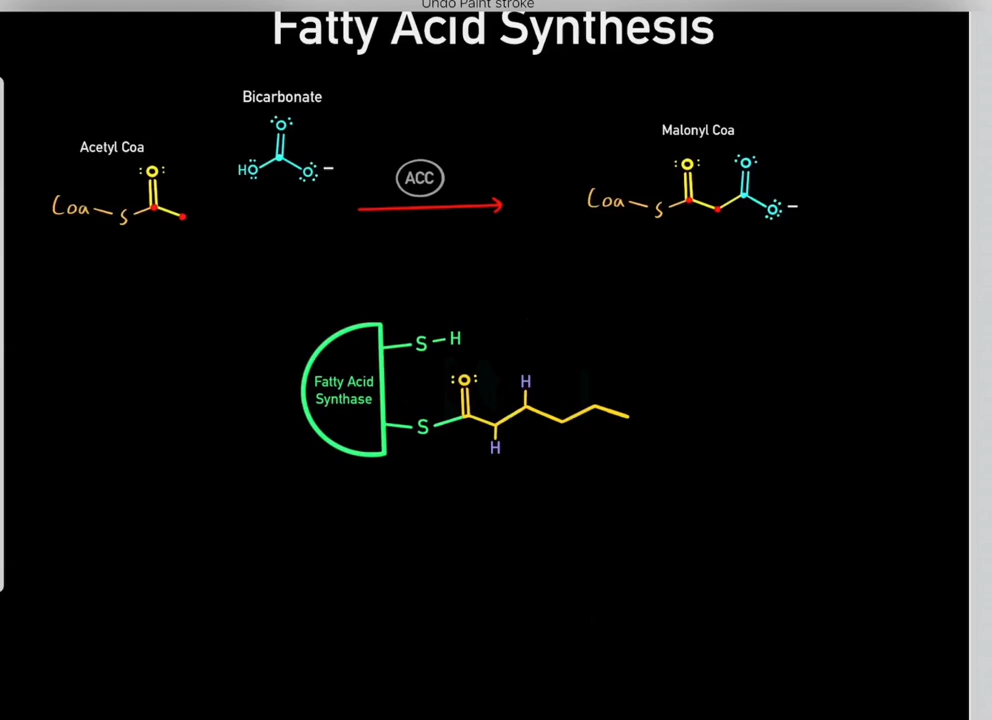 Undo Paint stroke
Fatty Acid Synthesis
Bicarbonate
Acetyl Coa
Malonyl Coa
:O:
O
HO
O
–
ACC
:O:
O
O
–
Coa
S
Coa
S
S
H
Fatty Acid
Synthase
:O:
H
S
H